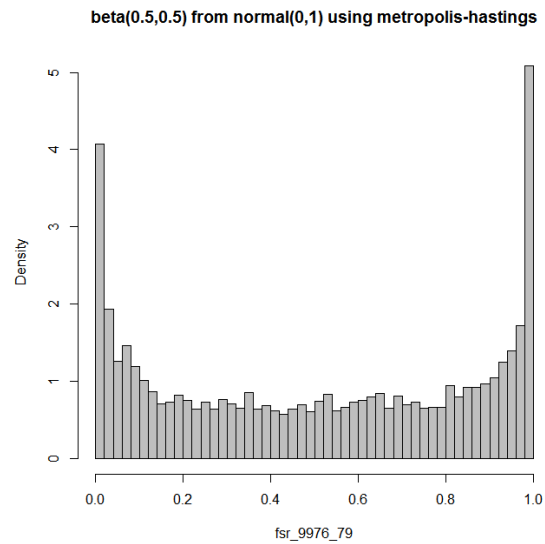 beta(0.5,0.5) from normal(0,1) using metropolis-hastings
Density
5
4
3
2
1
0
0.0 0.2 0.4 0.6 0.8 1.0
fsr_9976_79